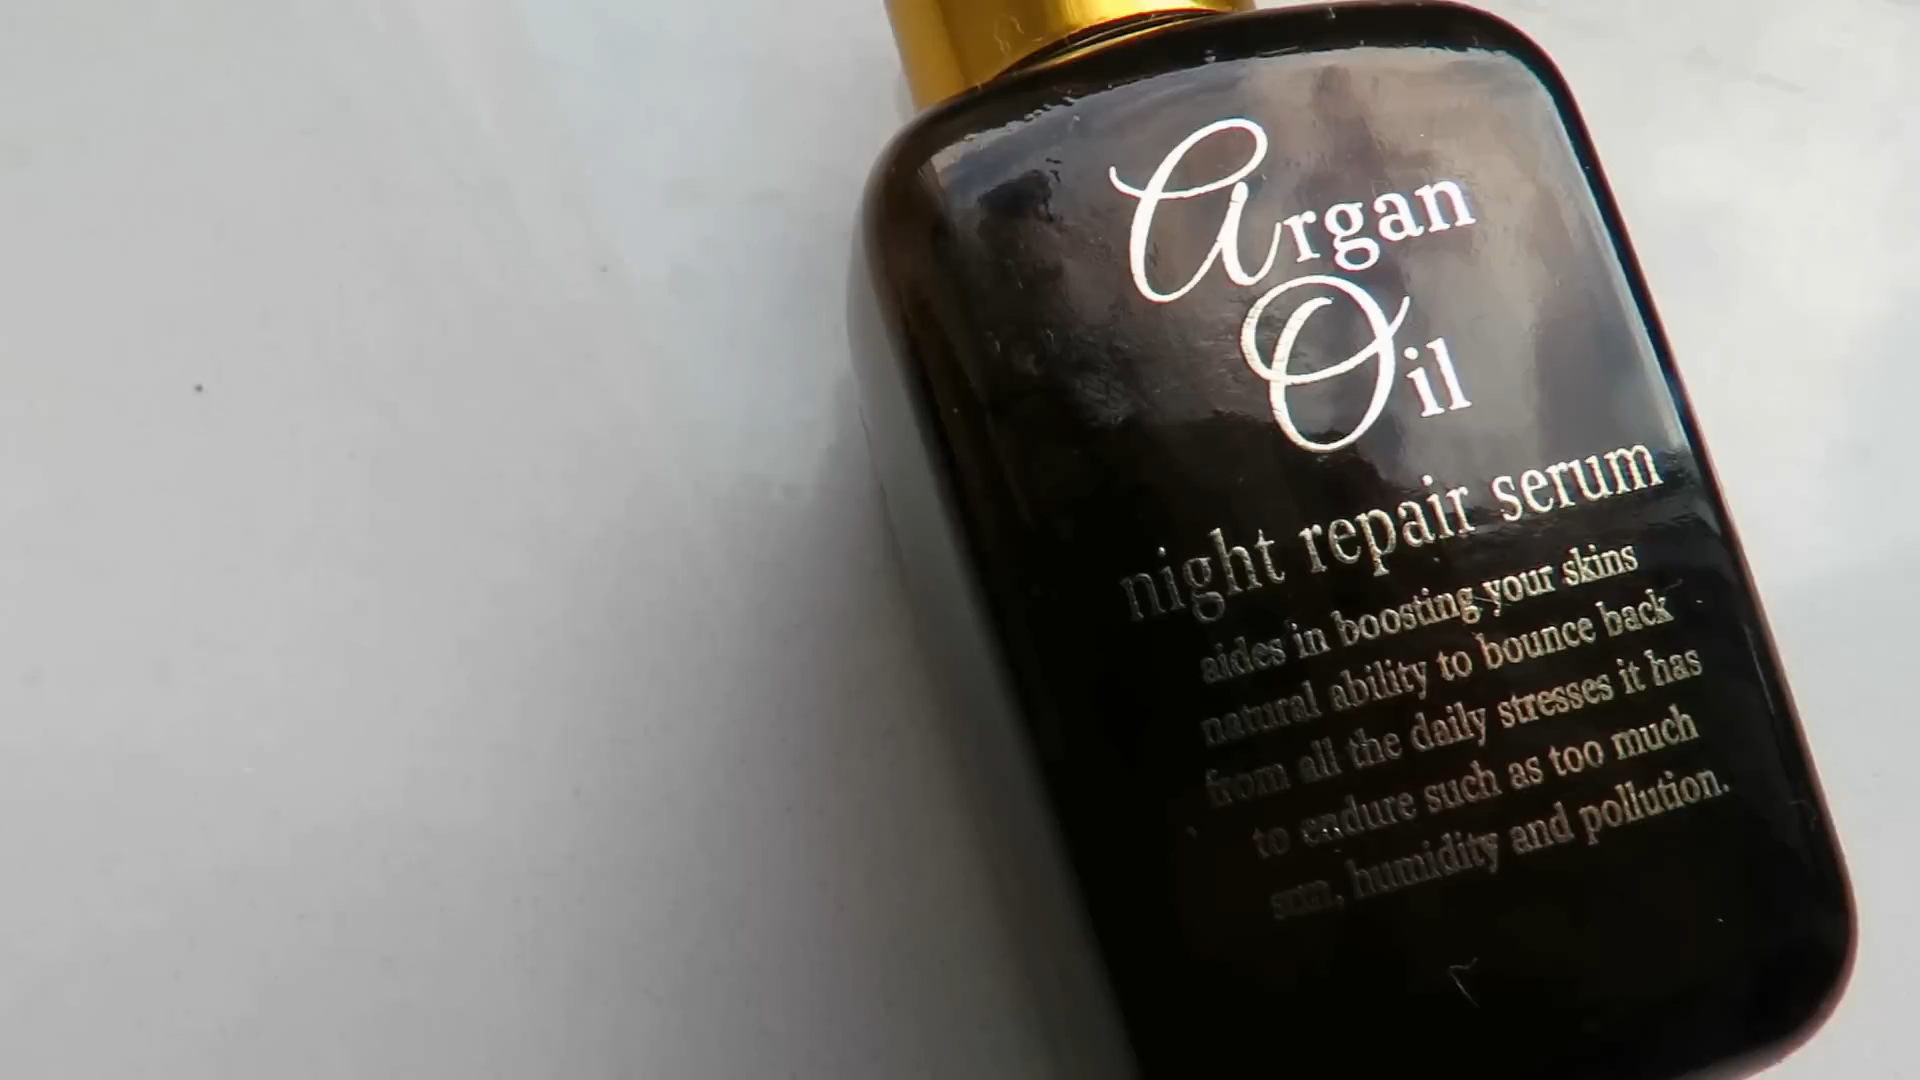 Argan
Oil
night repair serum
aides in boosting your skins
natural ability to bounce back
from all the daily stresses it has
to endure such as too much
sun, humidity and pollution.